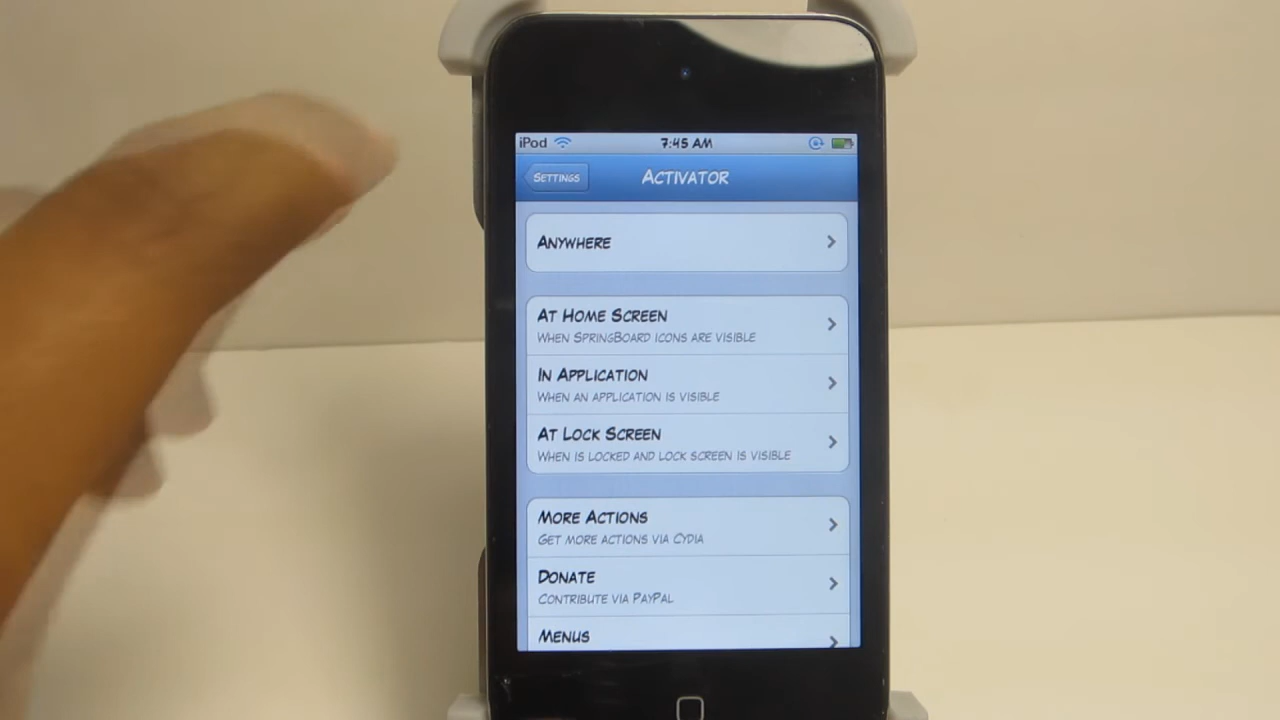 iPod 7:45 AM
Settings Activator
Anywhere
At Home Screen
When SpringBoard icons are visible
In Application
When an application is visible
At Lock Screen
When is locked and lock screen is visible
More Actions
Get more actions via Cydia
Donate
Contribute via PayPal
Menus